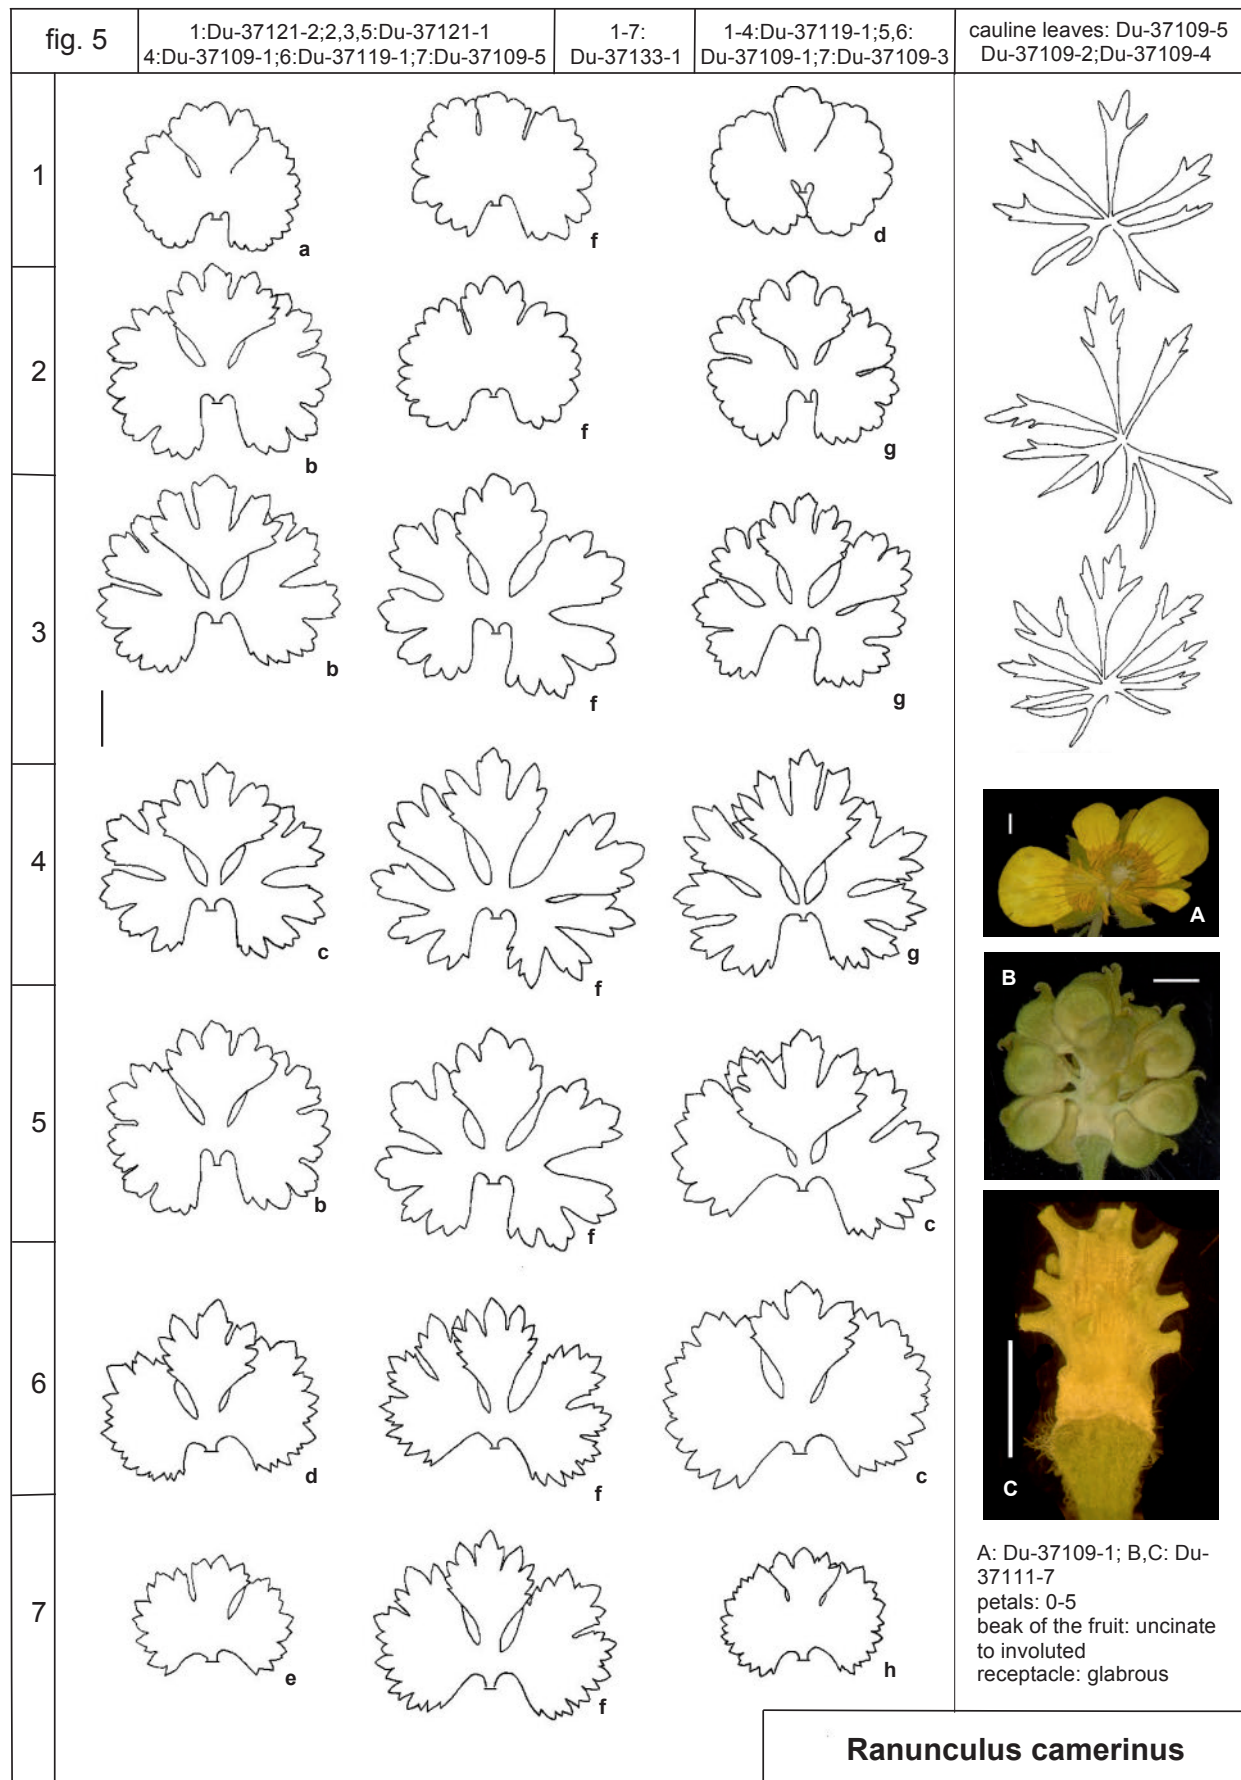 fig. 5
1:Du-37121-2;2,3,5:Du-37121-1
4:Du-37109-1;6:Du-37119-1;7:Du-37109-5
1-7:
Du-37133-1
1-4:Du-37119-1;5,6:
Du-37109-1;7:Du-37109-3
cauline leaves: Du-37109-5
Du-37109-2;Du-37109-4
1
a
f
d
2
b
f
g
3
b
f
g
4
c
f
g
5
b
f
c
6
d
f
c
7
e
f
h
A
B
C
A: Du-37109-1; B,C: Du-
37111-7
petals: 0-5
beak of the fruit: uncinate
to involuted
receptacle: glabrous
Ranunculus camerinus